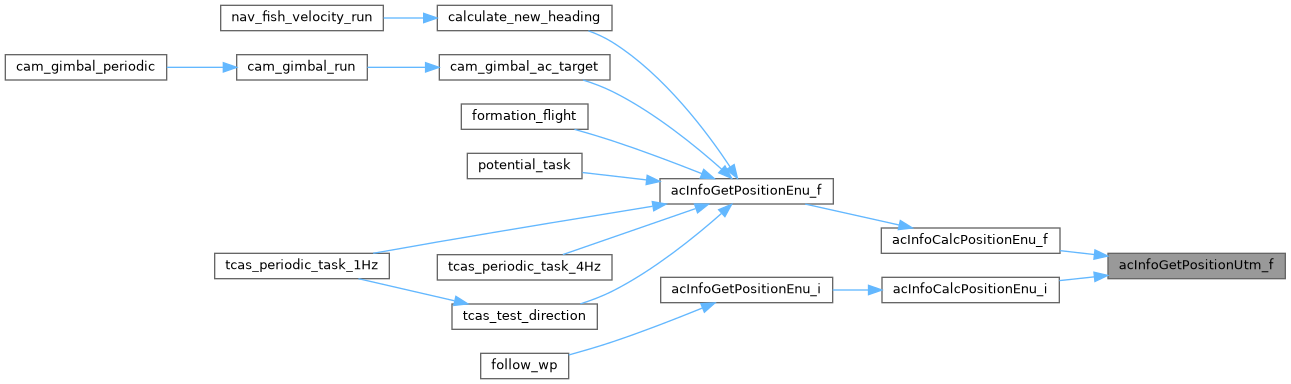 nav_fish_velocity_run
calculate_new_heading
cam_gimbal_periodic
cam_gimbal_run
cam_gimbal_ac_target
formation_flight
potential_task
acInfoGetPositionEnu_f
acInfoCalcPositionEnu_f
tcas_periodic_task_1Hz
tcas_periodic_task_4Hz
acInfoGetPositionUtm_f
acInfoGetPositionEnu_i
acInfoCalcPositionEnu_i
tcas_test_direction
follow_wp